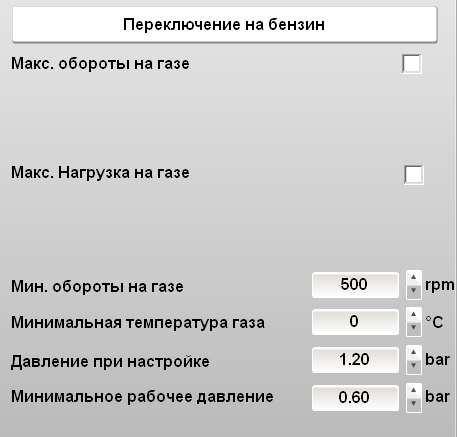 Переключение на бензин
Макс. обороты на газе
Макс. Нагрузка на газе
Мин. обороты на газе 500 rpm
Минимальная температура газа 0 °C
Давление при настройке 1.20 bar
Минимальное рабочее давление 0.60 bar